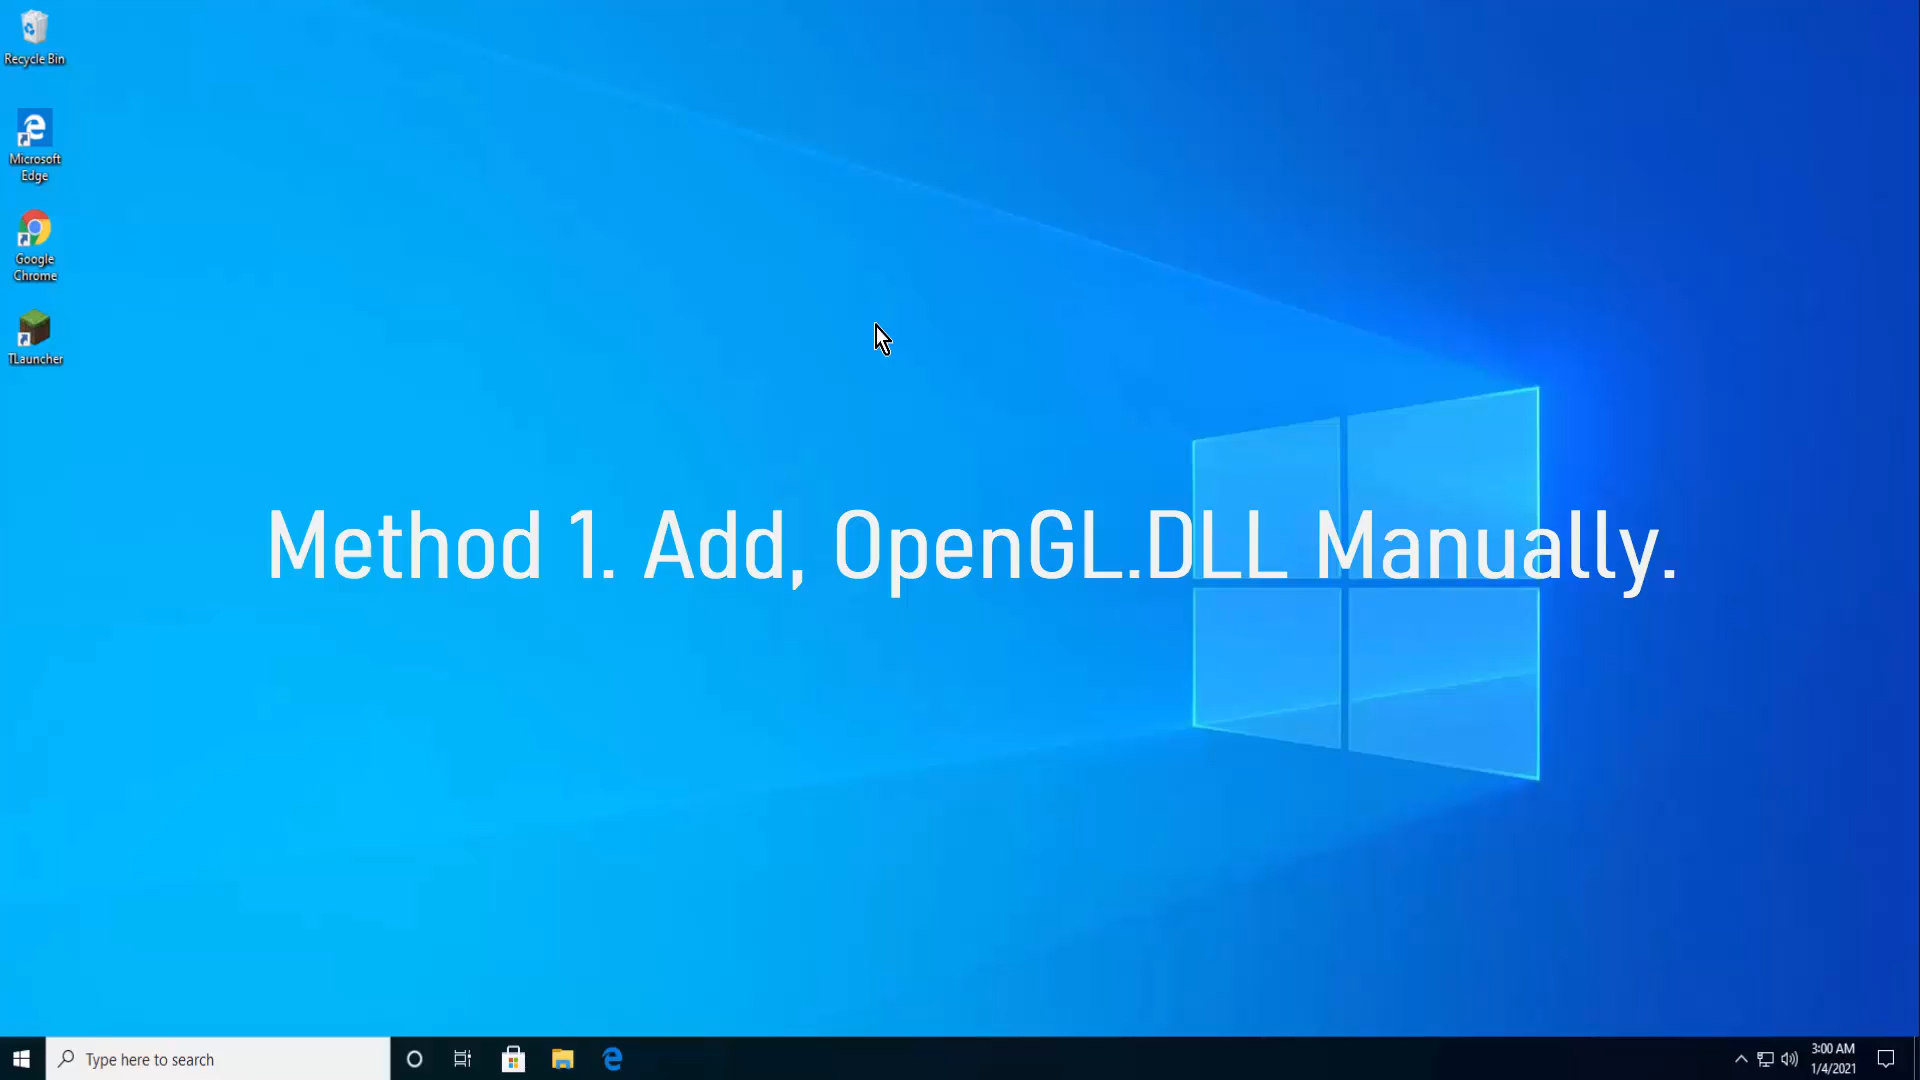 Recycle Bin
Microsoft
Edge
Google
Chrome
TLauncher
Method 1. Add, OpenGL.DLL Manually.
Type here to search
3:00 AM
1/4/2021